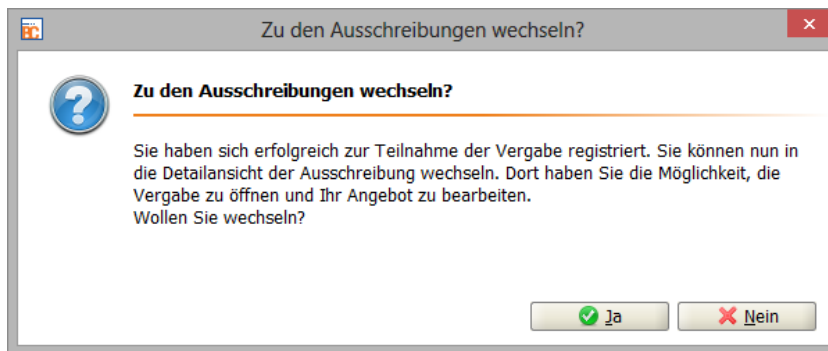 BC
Zu den Ausschreibungen wechseln?
Zu den Ausschreibungen wechseln?
Sie haben sich erfolgreich zur Teilnahme der Vergabe registriert. Sie können nun in
die Detailansicht der Ausschreibung wechseln. Dort haben Sie die Möglichkeit, die
Vergabe zu öffnen und Ihr Angebot zu bearbeiten.
Wollen Sie wechseln?
Ja
Nein